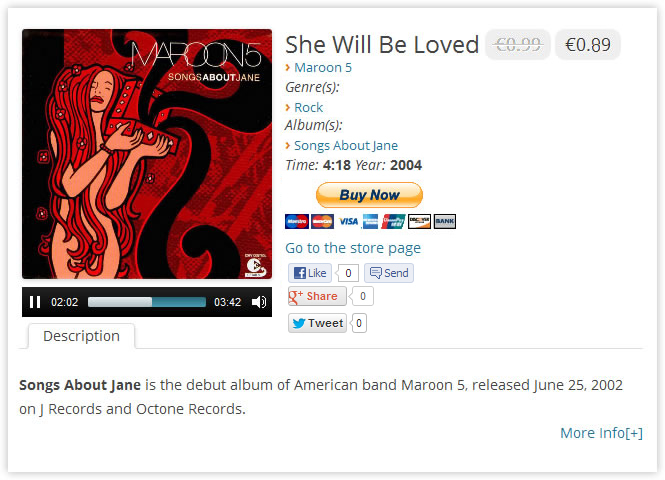 MAROON5
SONGSABOUTJANE
She Will Be Loved €0.99 €0.89
› Maroon 5
Genre(s):
› Rock
Album(s):
› Songs About Jane
Time: 4:18 Year: 2004
Buy Now
Maestro MasterCard VISA DISCOVER BANK
Go to the store page
Like 0 Send
g+ Share 0
Tweet 0
02:02 03:42
Description
Songs About Jane is the debut album of American band Maroon 5, released June 25, 2002
on J Records and Octone Records.
More Info[+]